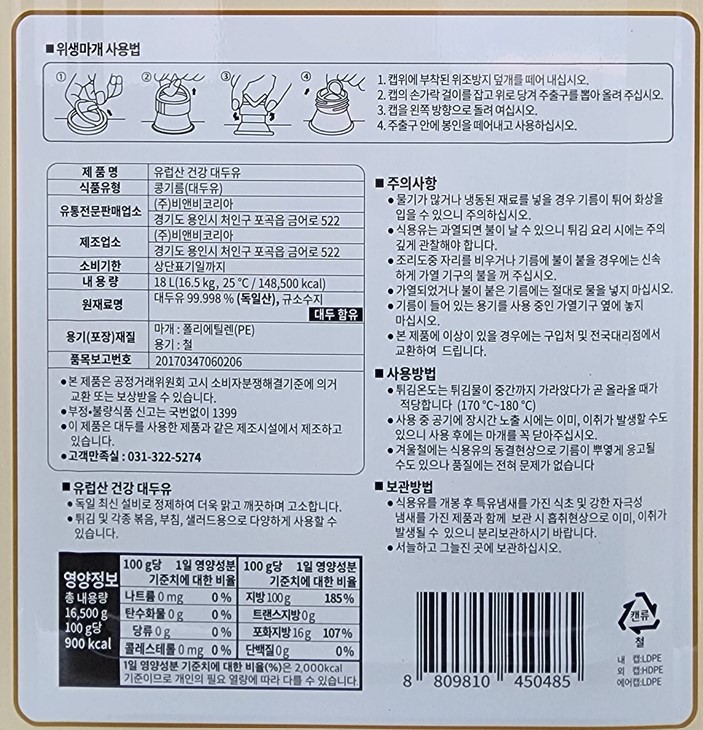 ■ 위생마개 사용법
① ② ③ ④
1. 캡위에 부착된 위조방지 덮개를 떼어 내십시오.
2. 캡의 손가락 걸이를 잡고 위로 당겨 주출구를 뽑아 올려 주십시오.
3. 캡을 왼쪽 방향으로 돌려 여십시오.
4. 주출구 안에 봉인을 떼어내고 사용하십시오.
제 품 명 유럽산 건강 대두유
식품유형 콩기름(대두유)
유통전문판매업소 (주)비앤비코리아
경기도 용인시 처인구 포곡읍 금어로 522
제조업소 (주)비앤비코리아
경기도 용인시 처인구 포곡읍 금어로 522
소비기한 상단표기일까지
내 용 량 18 L(16.5 kg, 25 ℃ / 148,500 kcal)
원재료명 대두유 99.998 % (독일산), 규소수지
대두 함유
용기(포장)재질 마개 : 폴리에틸렌(PE)
용기 : 철
품목보고번호 20170347060206
● 본 제품은 공정거래위원회 고시 소비자분쟁해결기준에 의거
교환 또는 보상받을 수 있습니다.
● 부정•불량식품 신고는 국번없이 1399
● 이 제품은 대두를 사용한 제품과 같은 제조시설에서 제조하고
있습니다.
● 고객만족실 : 031-322-5274
■ 유럽산 건강 대두유
● 독일 최신 설비로 정제하여 더욱 맑고 깨끗하며 고소합니다.
● 튀김 및 각종 볶음, 부침, 샐러드용으로 다양하게 사용할 수
있습니다.
영양정보
총 내용량
16,500 g
100 g당
900 kcal
100 g당 1일 영양성분
기준치에 대한 비율
나트륨 0 mg 0 %
탄수화물 0 g 0 %
당류 0 g 0 %
콜레스테롤 0 mg 0 %
100 g당 1일 영양성분
기준치에 대한 비율
지방 100 g 185 %
트랜스지방 0 g
포화지방 16 g 107 %
단백질 0 g 0 %
1일 영양성분 기준치에 대한 비율(%)은 2,000kcal
기준이므로 개인의 필요 열량에 따라 다를 수 있습니다.
■ 주의사항
● 물기가 많거나 냉동된 재료를 넣을 경우 기름이 튀어 화상을
입을 수 있으니 주의하십시오.
● 식용유는 과열되면 불이 날 수 있으니 튀김 요리 시에는 주의
깊게 관찰해야 합니다.
● 조리도중 자리를 비우거나 기름에 불이 붙을 경우에는 신속
하게 가열 기구의 불을 꺼 주십시오.
● 가열되었거나 불이 붙은 기름에는 절대로 물을 넣지 마십시오.
● 기름이 들어 있는 용기를 사용 중인 가열기구 옆에 놓지
마십시오.
● 본 제품에 이상이 있을 경우에는 구입처 및 전국대리점에서
교환하여 드립니다.
■ 사용방법
● 튀김온도는 튀김물이 중간까지 가라앉다가 곧 올라올 때가
적당합니다 (170 ℃~180 ℃)
● 사용 중 공기에 장시간 노출 시에는 이미, 이취가 발생할 수도
있으니 사용 후에는 마개를 꼭 닫아주십시오.
● 겨울철에는 식용유의 동결현상으로 기름이 뿌옇게 응고될
수도 있으나 품질에는 전혀 문제가 없습니다
■ 보관방법
● 식용유를 개봉 후 특유냄새를 가진 식초 및 강한 자극성
냄새를 가진 제품과 함께 보관 시 흡취현상으로 이미, 이취가
발생될 수 있으니 분리보관하시기 바랍니다.
● 서늘하고 그늘진 곳에 보관하십시오.
8 809810 450485
캔류
철
내 캡:LDPE
외 캡:HDPE
에어캡:LDPE